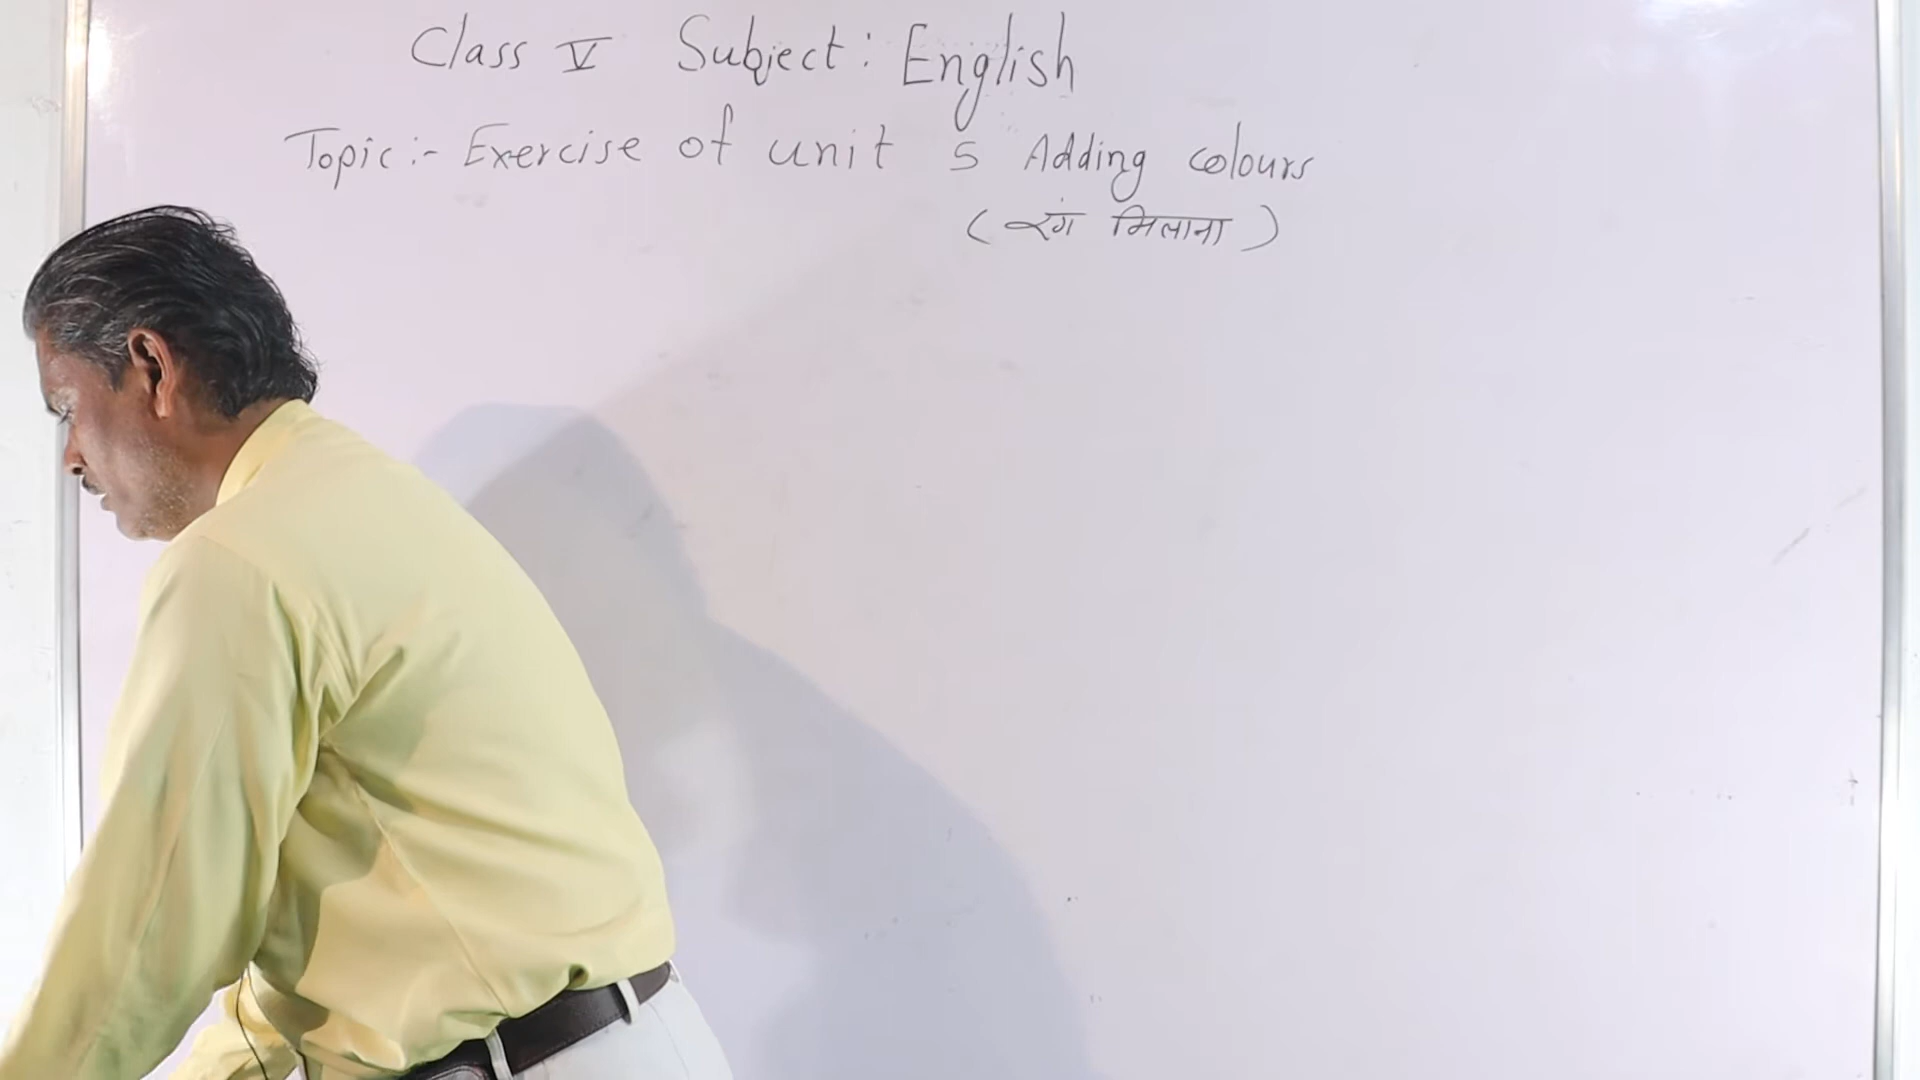 Class V Subject: English
Topic:- Exercise of unit 5 Adding colours
(रंग मिलाना)